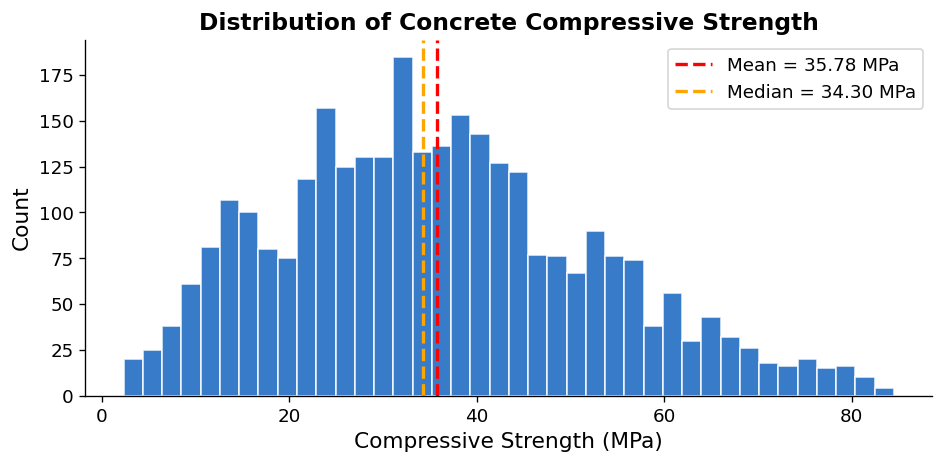 Distribution of Concrete Compressive Strength
Mean = 35.78 MPa
Median = 34.30 MPa
175
150
125
100
75
50
25
0
Count
0 20 40 60 80
Compressive Strength (MPa)